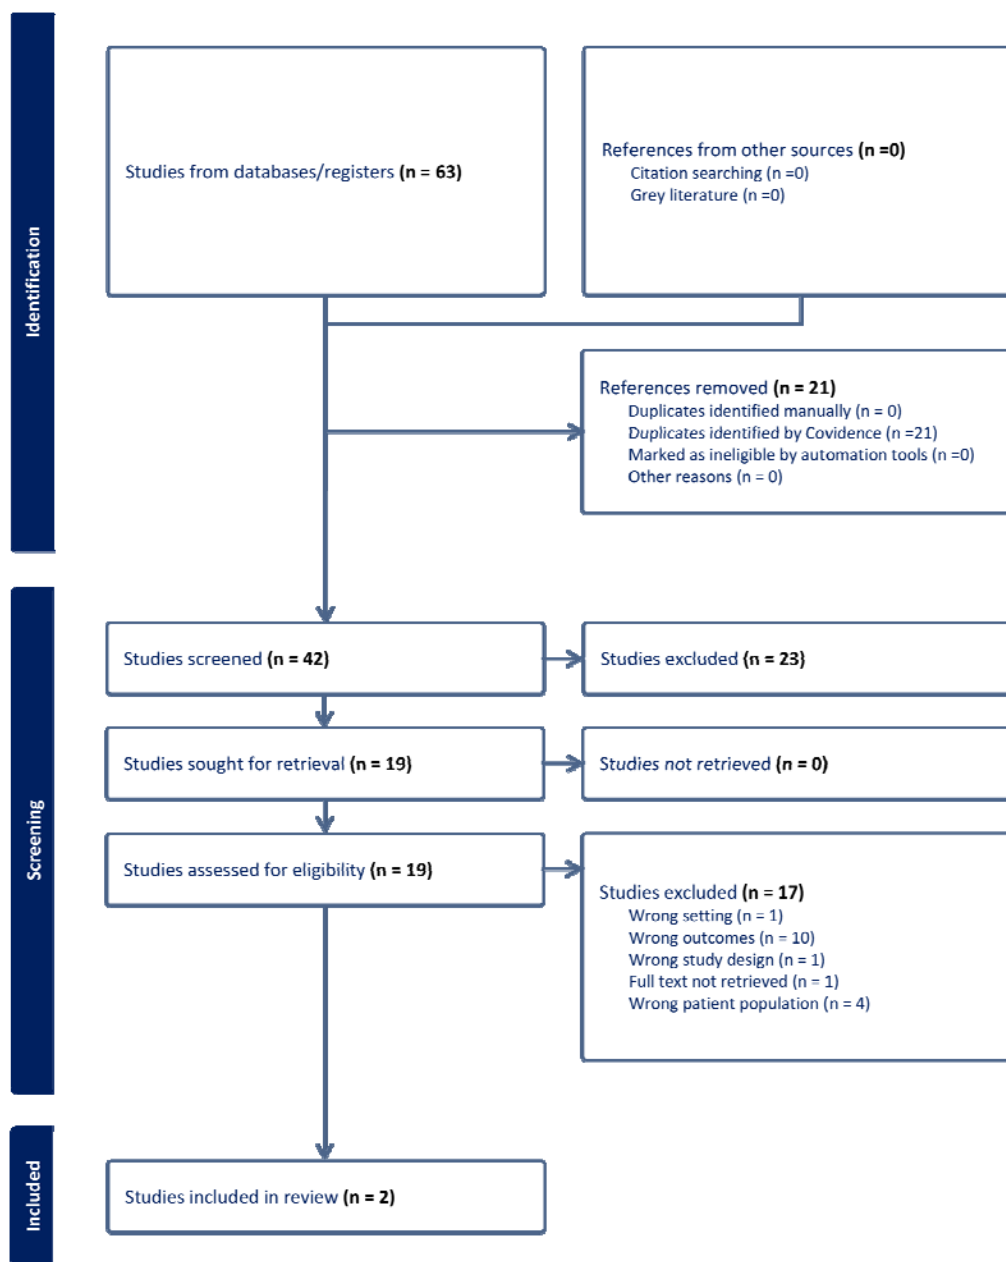 Identification
Studies from databases/registers (n = 63)
References from other sources (n =0)
Citation searching (n =0)
Grey literature (n =0)
References removed (n = 21)
Duplicates identified manually (n = 0)
Duplicates identified by Covidence (n =21)
Marked as ineligible by automation tools (n =0)
Other reasons (n = 0)
Screening
Studies screened (n = 42)
Studies excluded (n = 23)
Studies sought for retrieval (n = 19)
Studies not retrieved (n = 0)
Studies assessed for eligibility (n = 19)
Studies excluded (n = 17)
Wrong setting (n = 1)
Wrong outcomes (n = 10)
Wrong study design (n = 1)
Full text not retrieved (n = 1)
Wrong patient population (n = 4)
Included
Studies included in review (n = 2)